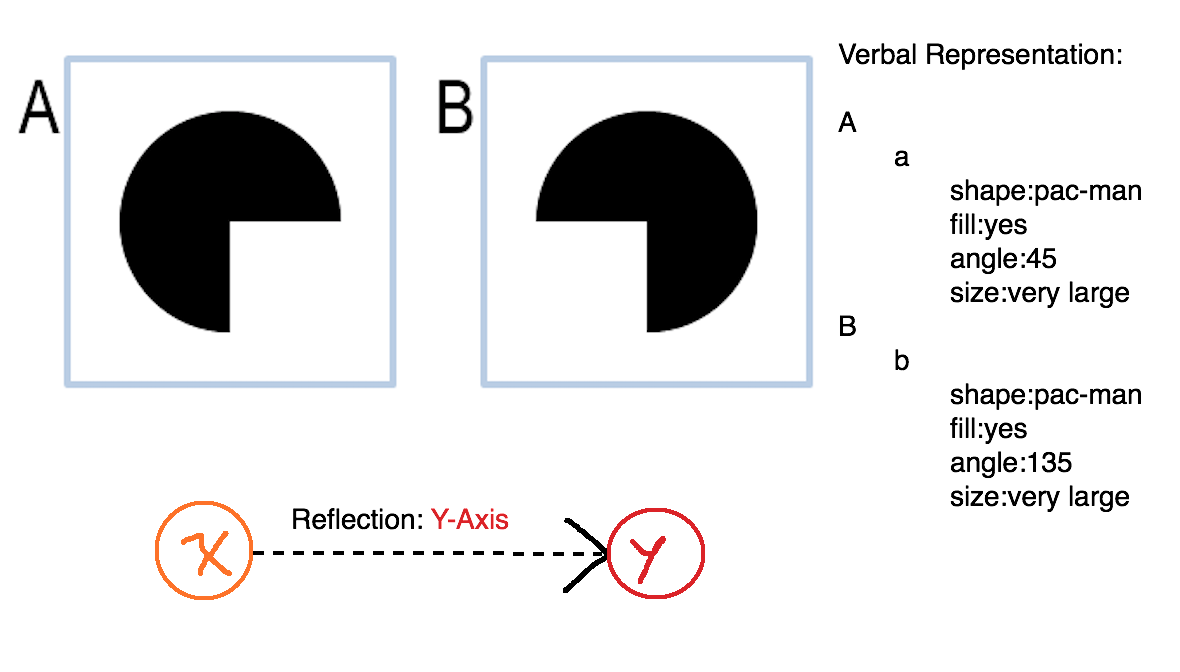 A
B
Verbal Representation:
A
a
shape:pac-man
fill:yes
angle:45
size:very large
B
b
shape:pac-man
fill:yes
angle:135
size:very large
X
Reflection: Y-Axis
Y